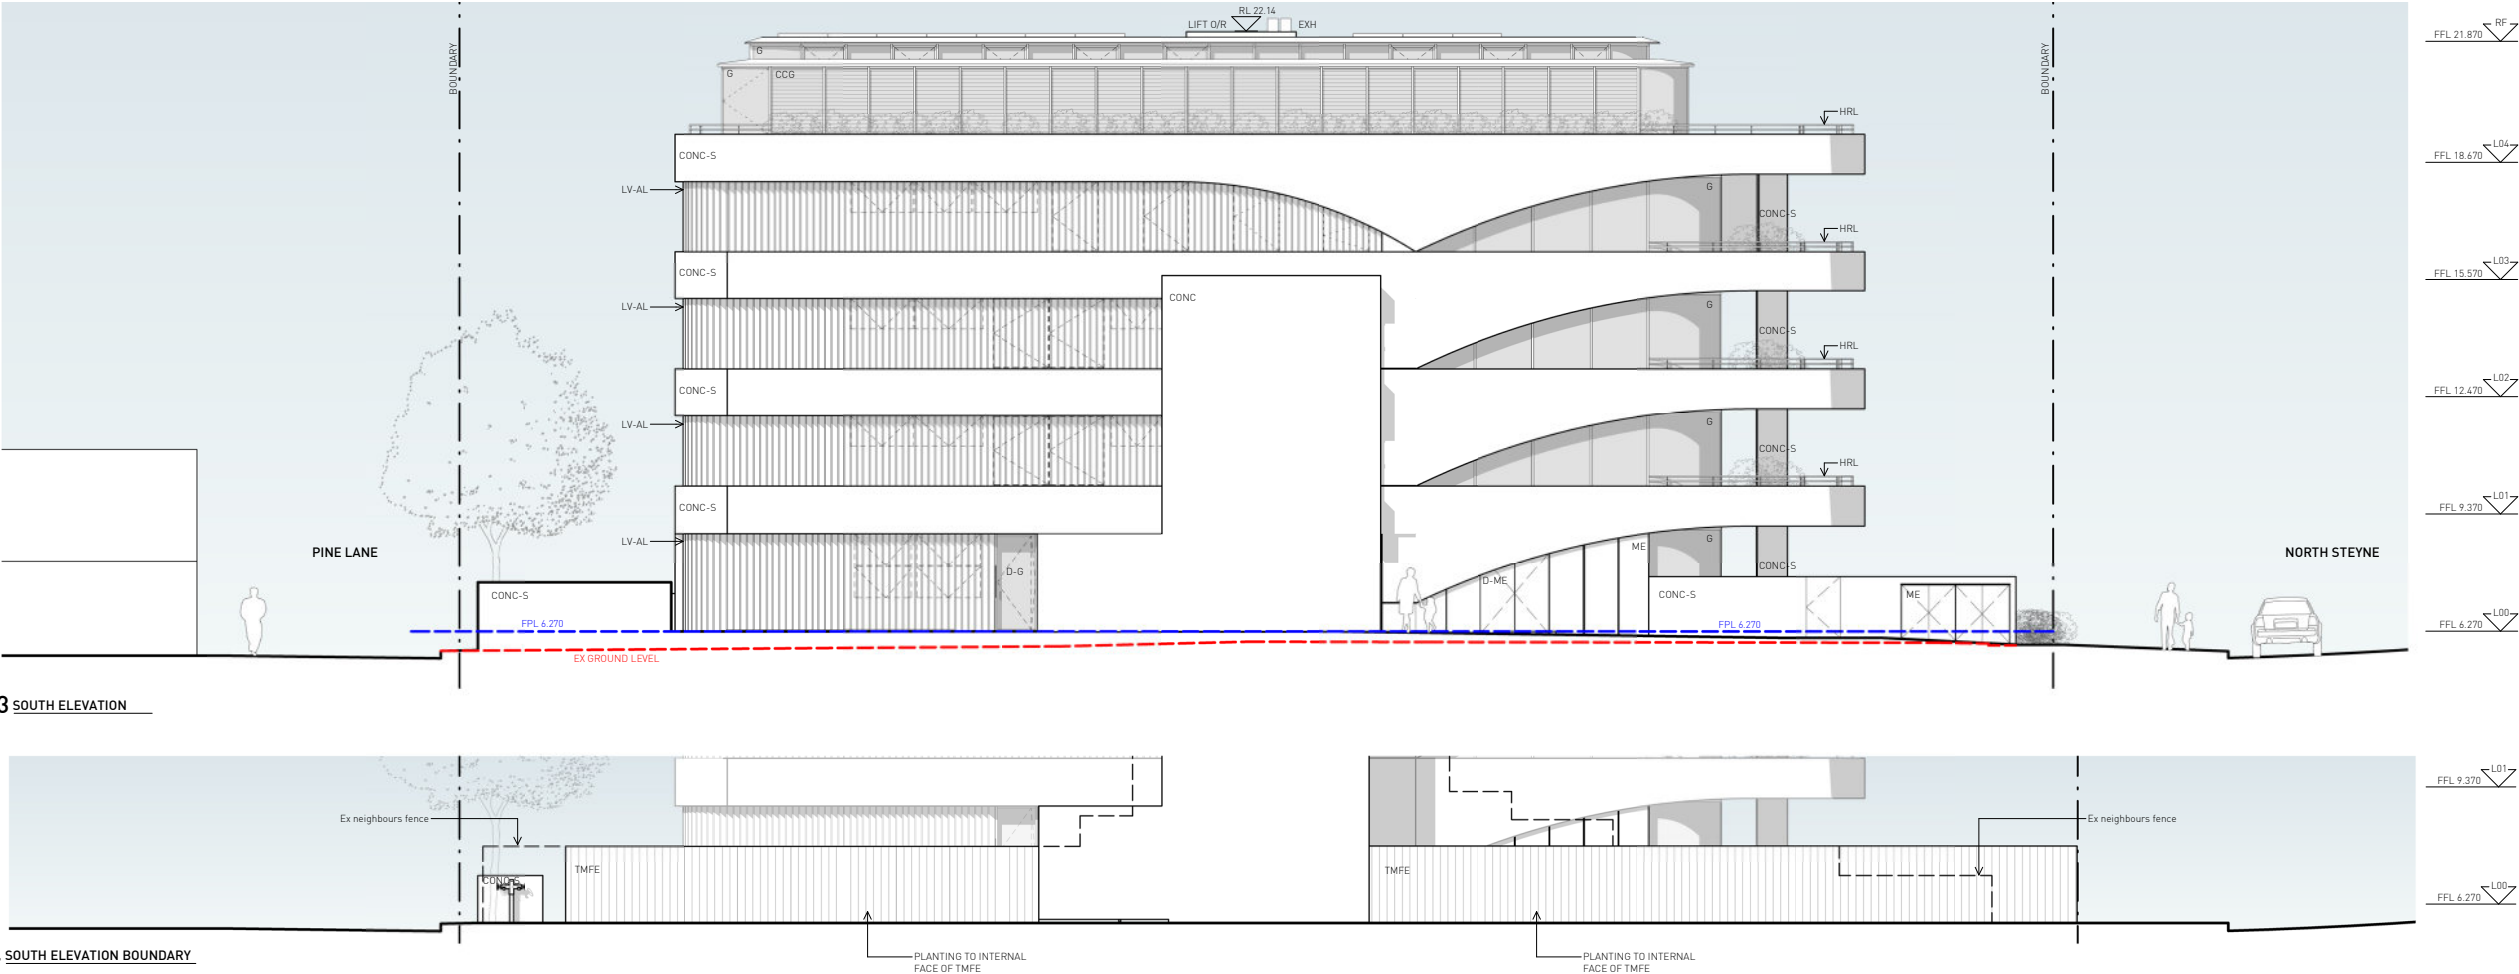 RL 22.14
LIFT O/R
EXH
RF
FFL 21.870
BOUNDARY
BOUNDARY
G
G
CCG
HRL
CONC-S
L04
FFL 18.670
LV-AL
G
CONC-S
HRL
CONC-S
L03
FFL 15.570
CONC
LV-AL
G
CONC-S
HRL
CONC-S
L02
FFL 12.470
LV-AL
G
CONC-S
HRL
CONC-S
L01
FFL 9.370
LV-AL
ME
G
PINE LANE
NORTH STEYNE
D-G
D-ME
CONC-S
CONC-S
CONC-S
ME
FPL 6.270
FPL 6.270
L00
FFL 6.270
EX GROUND LEVEL
3 SOUTH ELEVATION
L01
FFL 9.370
Ex neighbours fence
Ex neighbours fence
TMFE
TMFE
CONC-S
L00
FFL 6.270
SOUTH ELEVATION BOUNDARY
PLANTING TO INTERNAL
FACE OF TMFE
PLANTING TO INTERNAL
FACE OF TMFE